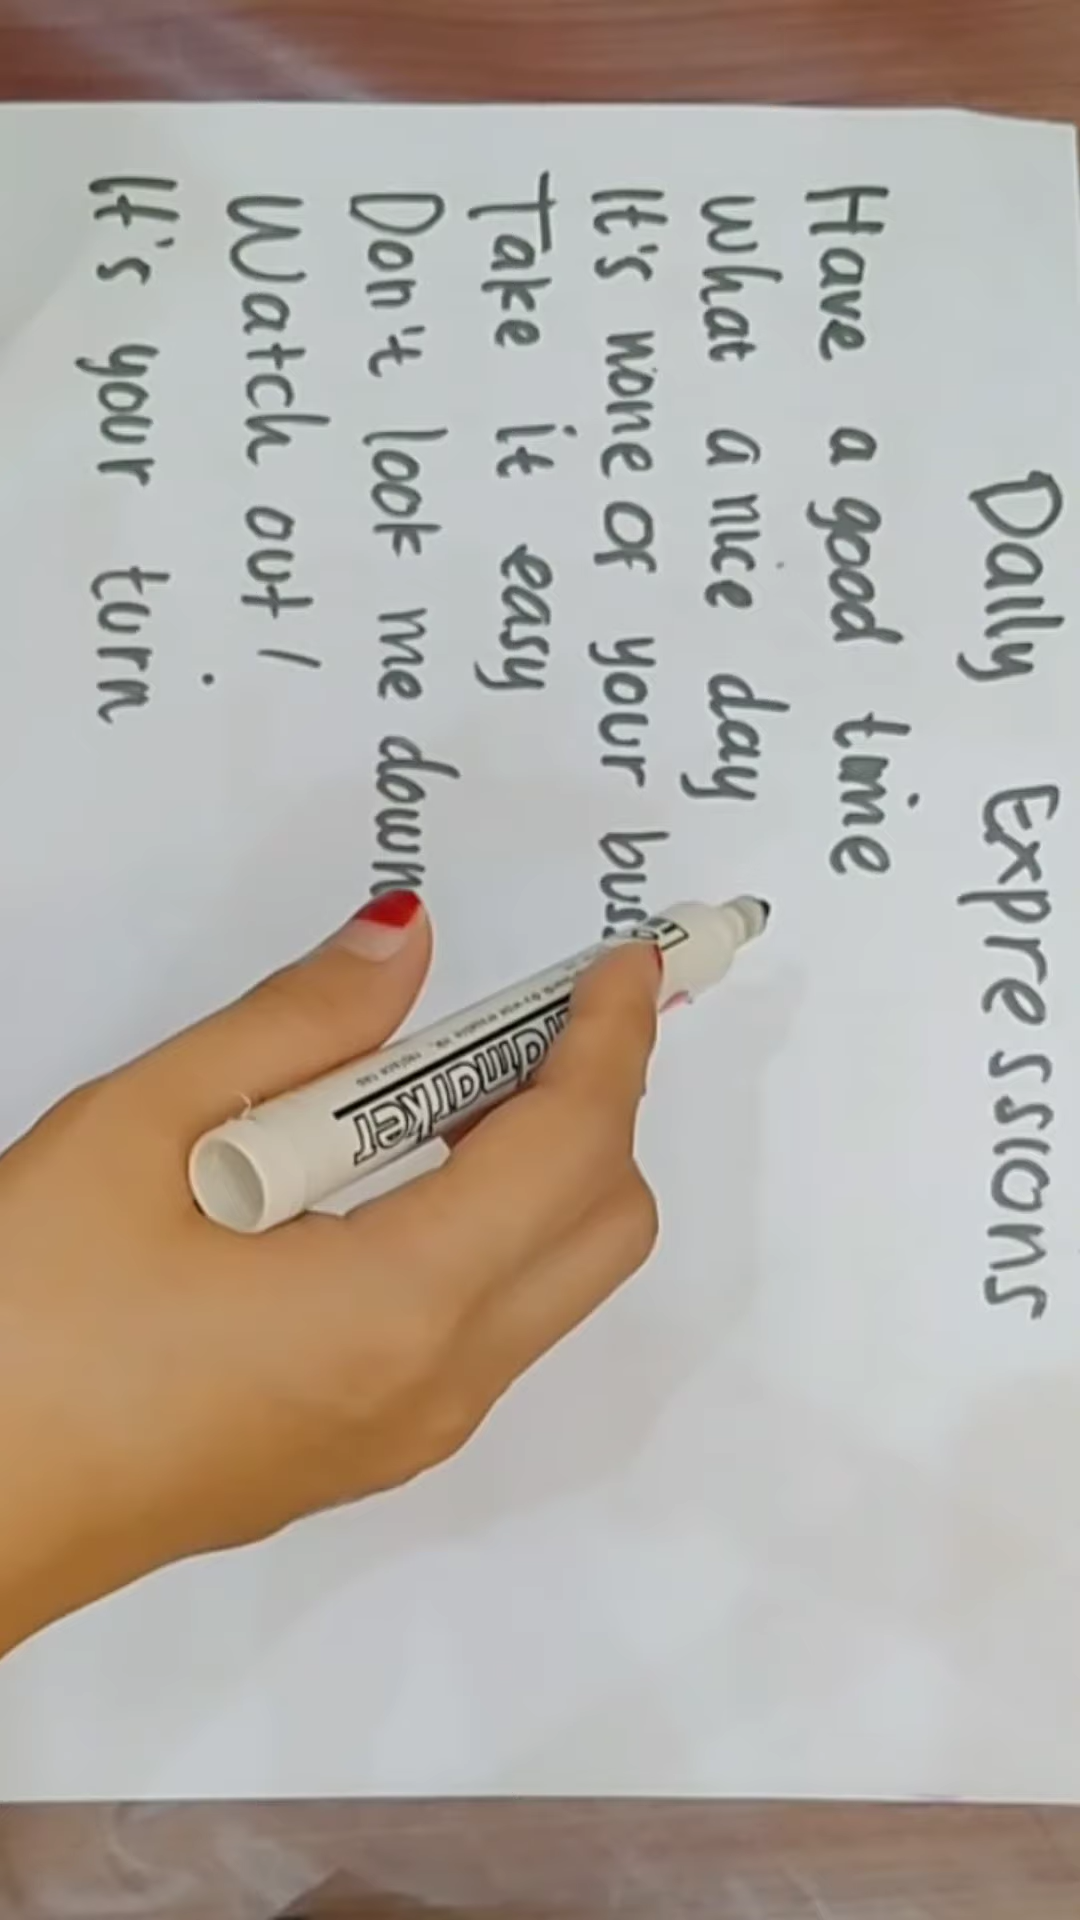 Daily Expressions
Have a good time
What a nice day
It's none of your
Take it easy
Don't look me down
Watch out!
It's your turn